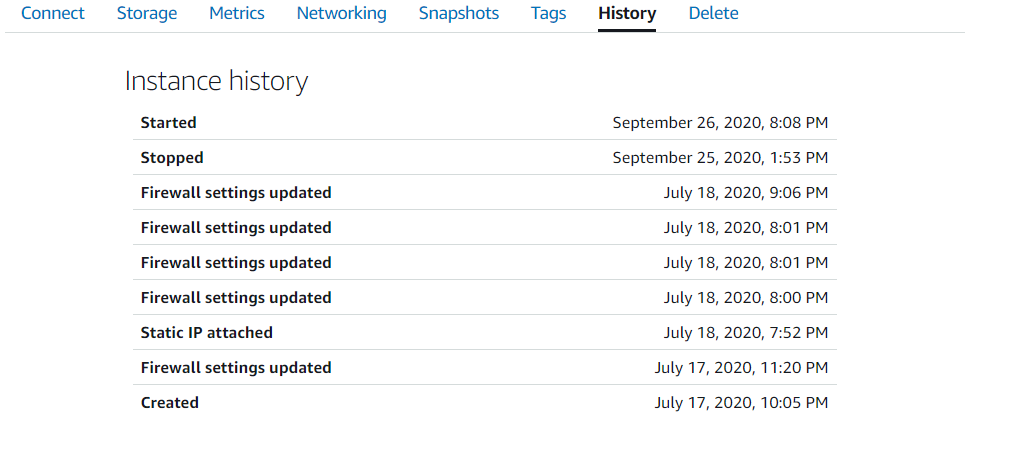 Connect Storage Metrics Networking Snapshots Tags History Delete
Instance history
Started September 26, 2020, 8:08 PM
Stopped September 25, 2020, 1:53 PM
Firewall settings updated July 18, 2020, 9:06 PM
Firewall settings updated July 18, 2020, 8:01 PM
Firewall settings updated July 18, 2020, 8:01 PM
Firewall settings updated July 18, 2020, 8:00 PM
Static IP attached July 18, 2020, 7:52 PM
Firewall settings updated July 17, 2020, 11:20 PM
Created July 17, 2020, 10:05 PM